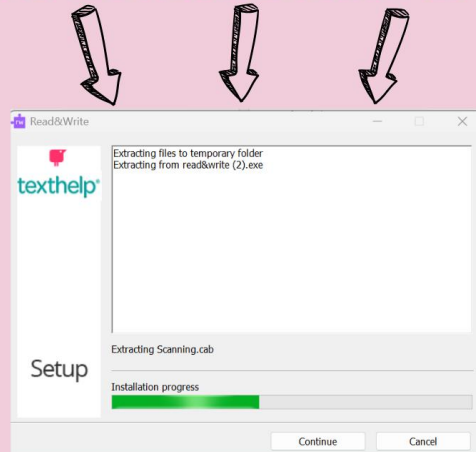 Read&Write
texthelp
Extracting files to temporary folder
Extracting from read&write (2).exe
Extracting Scanning.cab
Setup
Installation progress
Continue
Cancel